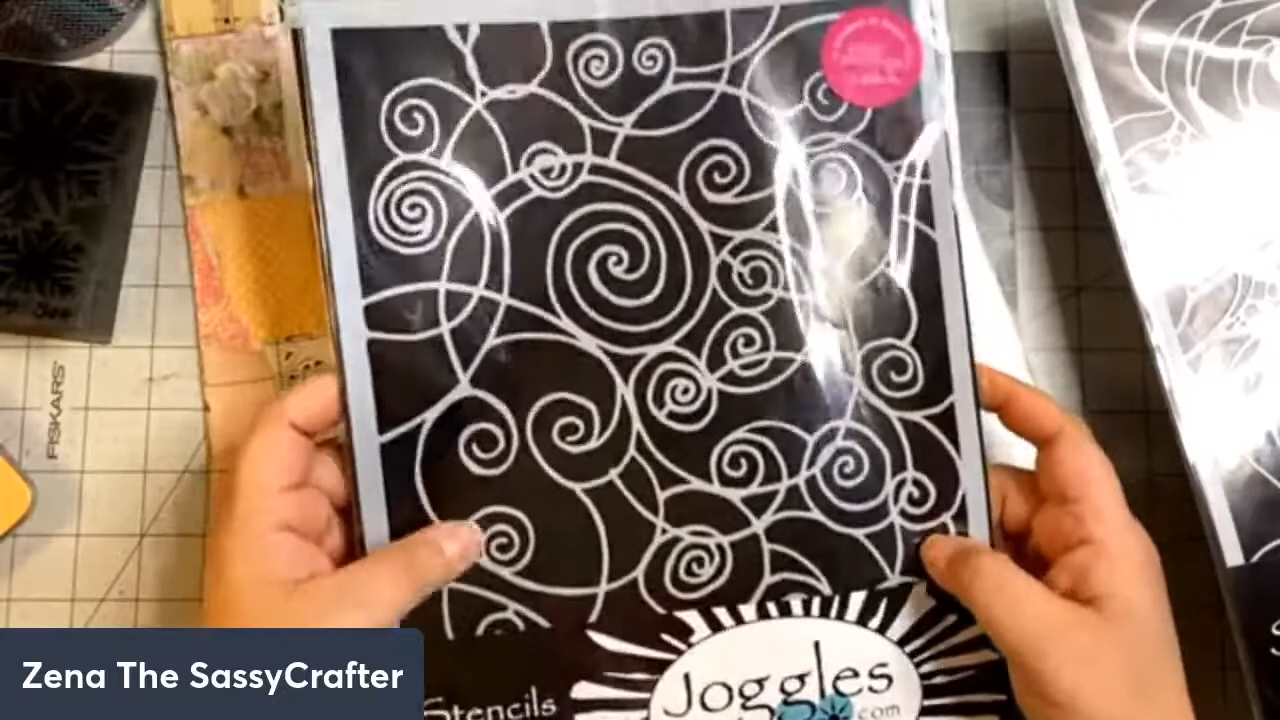 FISKARS
Stencils
Joggles
com
Zena The SassyCrafter